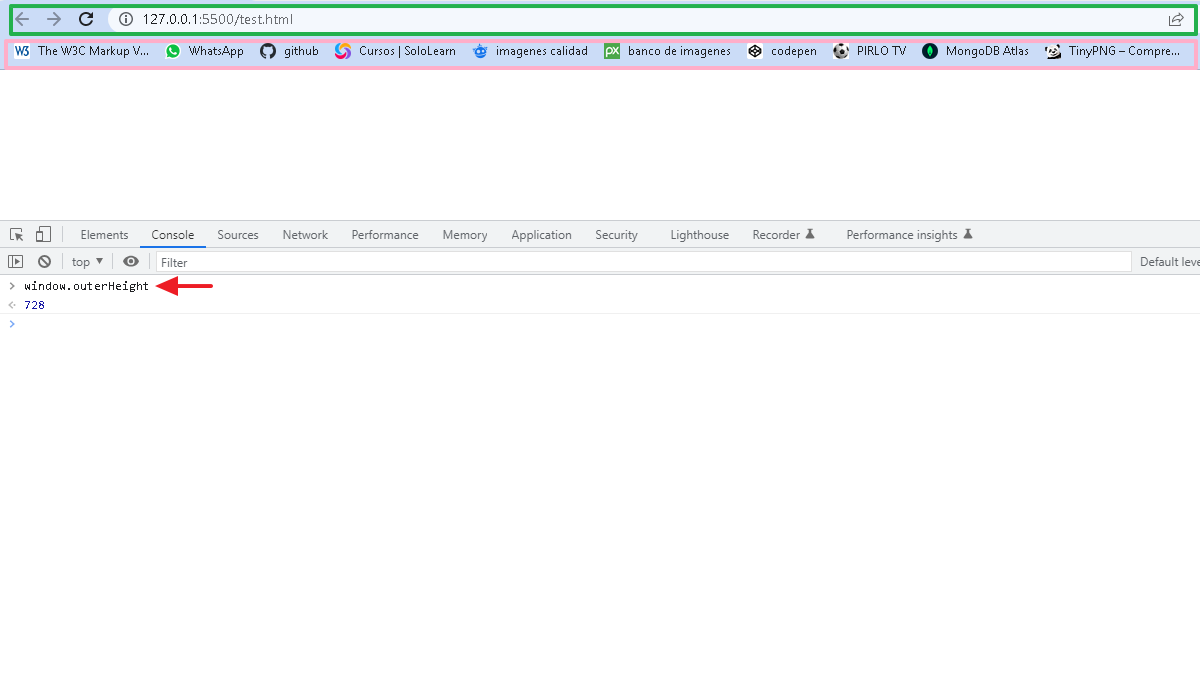 127.0.0.1:5500/test.html
W3 The W3C Markup V... WhatsApp github Cursos | SoloLearn imagenes calidad px banco de imagenes codepen PIRLO TV MongoDB Atlas TinyPNG – Compre...
Elements Console Sources Network Performance Memory Application Security Lighthouse Recorder Performance insights
top ▼ Filter Default leve
> window.outerHeight
<· 728
>